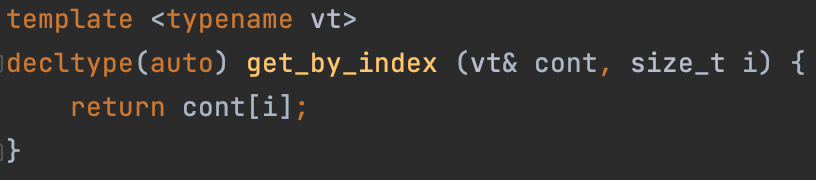 template <typename vt>
decltype(auto) get_by_index (vt& cont, size_t i) {
    return cont[i];
}